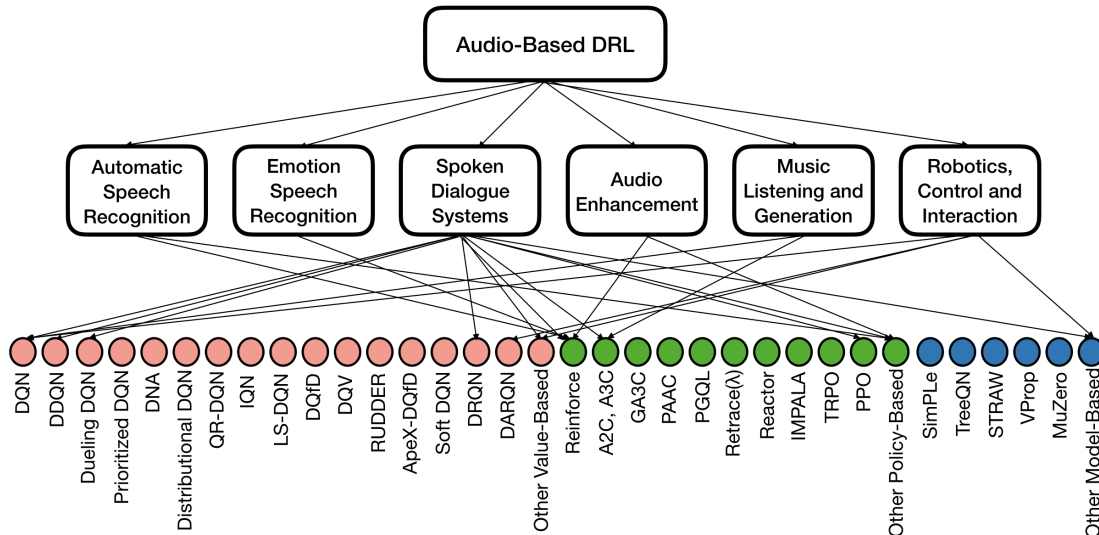 Audio-Based DRL
Automatic
Speech
Recognition
Emotion
Speech
Recognition
Spoken
Dialogue
Systems
Audio
Enhancement
Music
Listening and
Generation
Robotics,
Control and
Interaction
DQN
DDQN
Dueling DQN
Prioritized DQN
DNA
Distributional DQN
QR-DQN
IQN
LS-DQN
DQfD
DQV
RUDDER
ApeX-DQfD
Soft DQN
DRQN
DARQN
Other Value-Based
Reinforce
A2C, A3C
GA3C
PAAC
PGQL
Retrace(λ)
Reactor
IMPALA
TRPO
PPO
Other Policy-Based
SimPLe
TreeQN
STRAW
VProp
MuZero
Other Model-Based